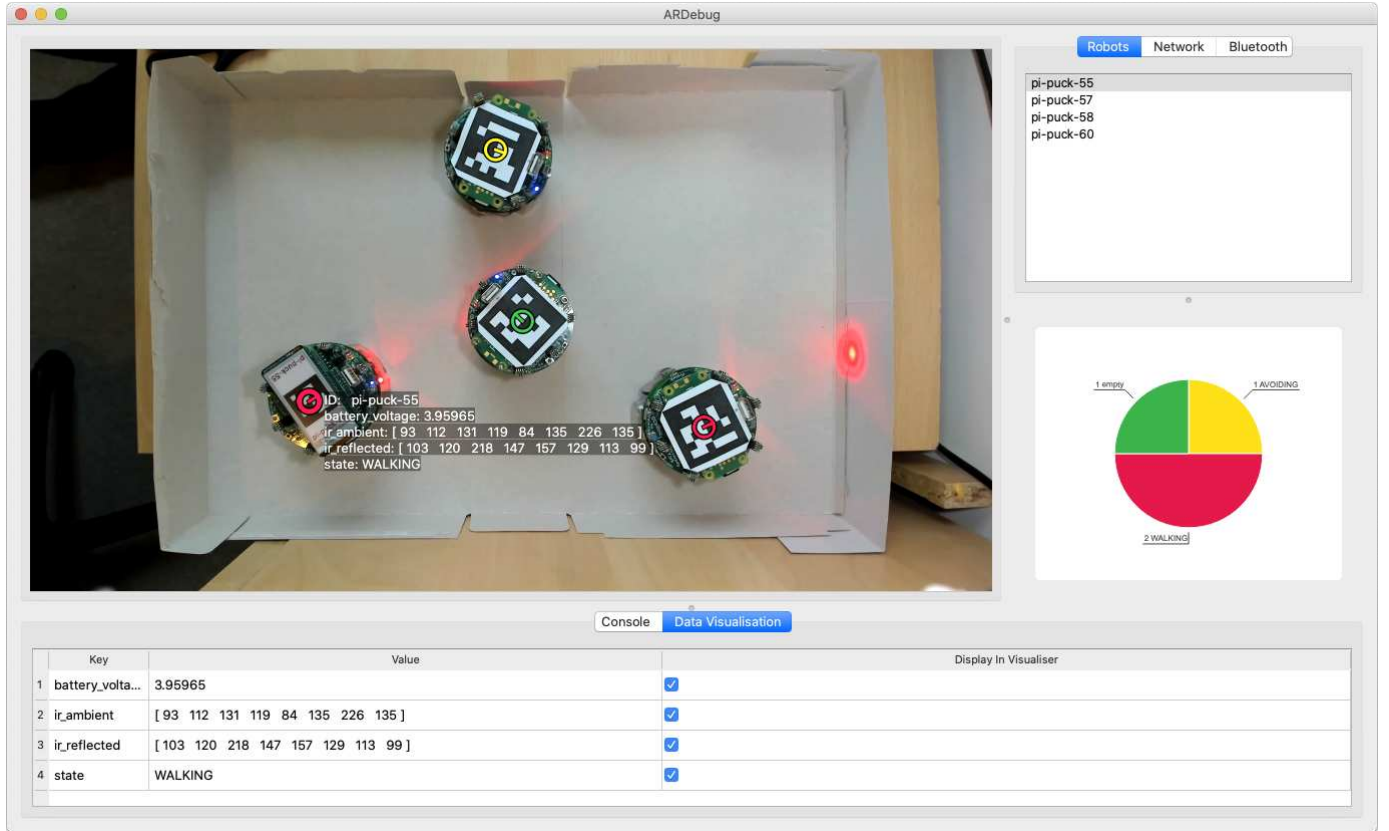 ARDebug
Robots Network Bluetooth
pi-puck-55
pi-puck-57
pi-puck-58
pi-puck-60
pi-puck-55
ID: pi-puck-55
battery_voltage: 3.95965
ir_ambient: [ 93 112 131 119 84 135 226 135 ]
ir_reflected: [ 103 120 218 147 157 129 113 99 ]
state: WALKING
1 empty
1 AVOIDING
2 WALKING
Console Data Visualisation
Key Value Display In Visualiser
1 battery_volta... 3.95965
2 ir_ambient [ 93 112 131 119 84 135 226 135 ]
3 ir_reflected [ 103 120 218 147 157 129 113 99 ]
4 state WALKING